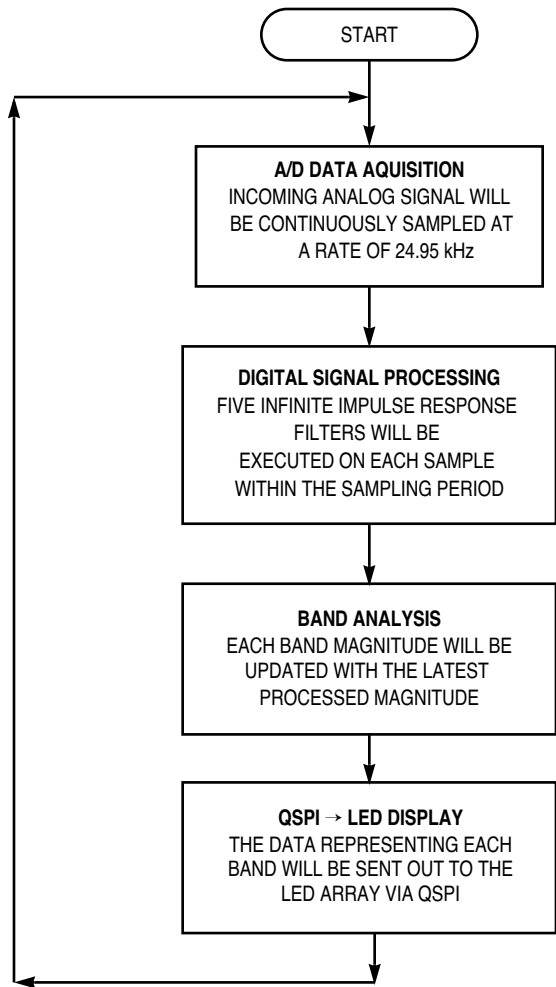 START
A/D DATA AQUISITION
INCOMING ANALOG SIGNAL WILL
BE CONTINUOUSLY SAMPLED AT
A RATE OF 24.95 kHz
DIGITAL SIGNAL PROCESSING
FIVE INFINITE IMPULSE RESPONSE
FILTERS WILL BE
EXECUTED ON EACH SAMPLE
WITHIN THE SAMPLING PERIOD
BAND ANALYSIS
EACH BAND MAGNITUDE WILL BE
UPDATED WITH THE LATEST
PROCESSED MAGNITUDE
QSPI → LED DISPLAY
THE DATA REPRESENTING EACH
BAND WILL BE SENT OUT TO THE
LED ARRAY VIA QSPI